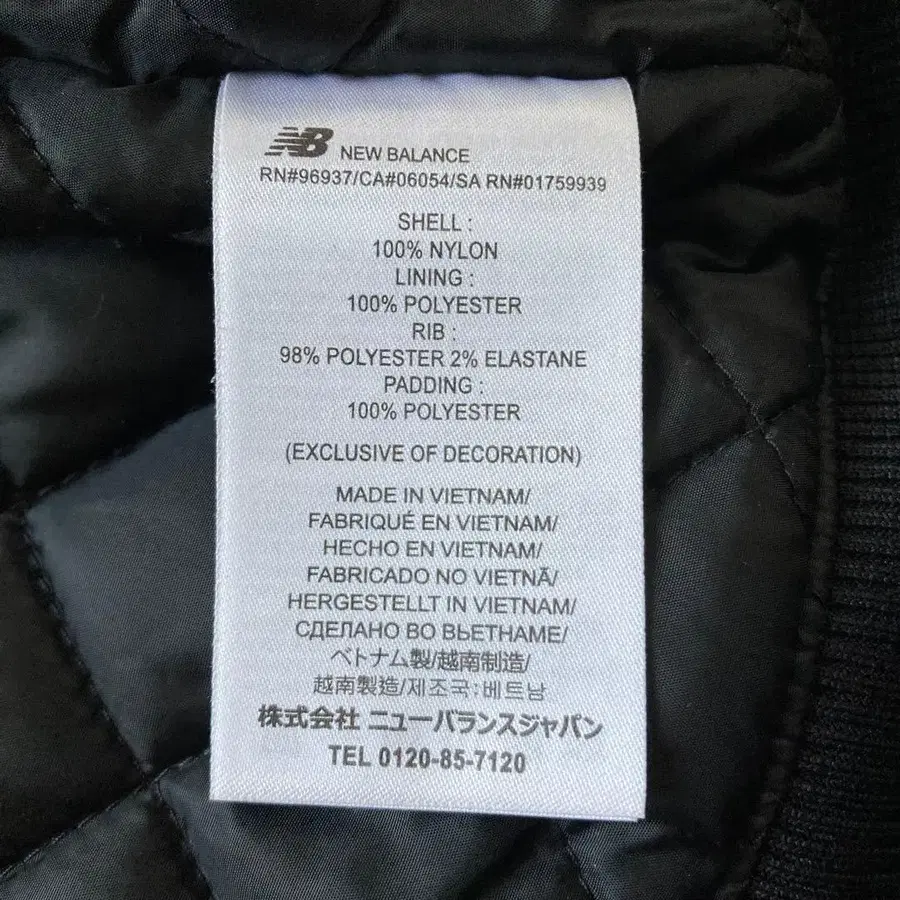 NB NEW BALANCE
RN#96937/CA#06054/SA RN#01759939
SHELL :
100% NYLON
LINING :
100% POLYESTER
RIB :
98% POLYESTER 2% ELASTANE
PADDING :
100% POLYESTER
(EXCLUSIVE OF DECORATION)
MADE IN VIETNAM/
FABRIQUÉ EN VIETNAM/
HECHO EN VIETNAM/
FABRICADO NO VIETNÃ/
HERGESTELLT IN VIETNAM/
СДЕЛАНО ВО ВЬЕТНАМЕ/
ベトナム製/越南制造/
越南製造/제조국:베트남
株式会社 ニューバランスジャパン
TEL 0120-85-7120